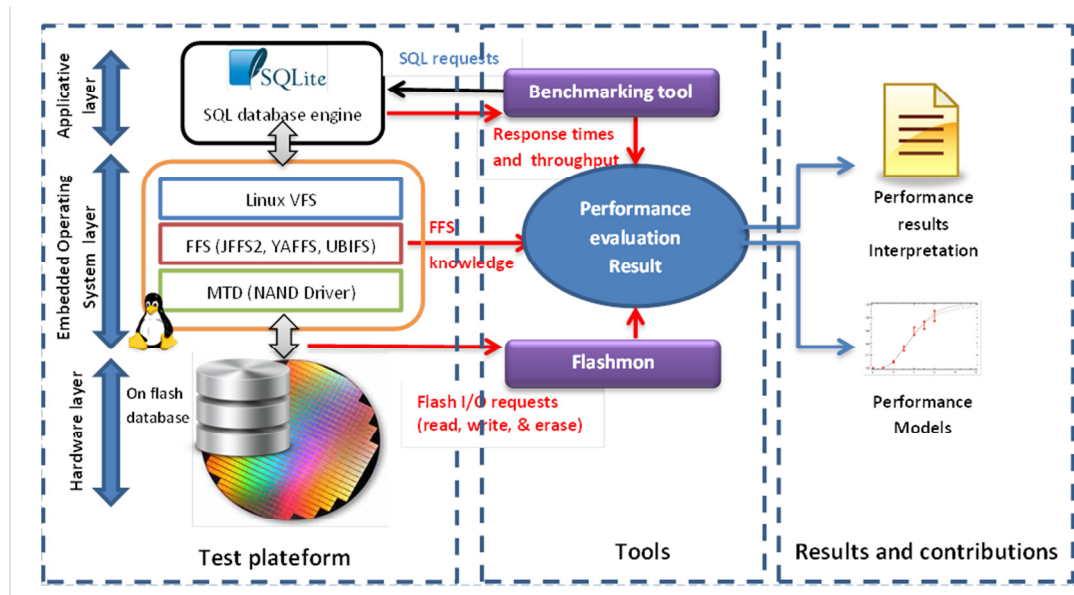 Applicative
layer
SQLite
SQL database engine
SQL requests
Benchmarking tool
Response times
and throughput
Embedded Operating
System layer
Linux VFS
FFS (JFFS2, YAFFS, UBIFS)
MTD (NAND Driver)
FFS
knowledge
Performance
evaluation
Result
Performance
results
Interpretation
Hardware layer
On flash
database
Flashmon
Flash I/O requests
(read, write, & erase)
Performance
Models
Test plateform
Tools
Results and contributions